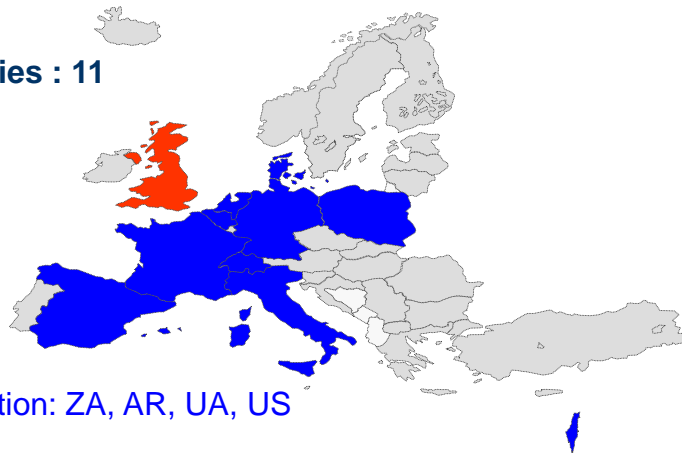 ies : 11
tion: ZA, AR, UA, US